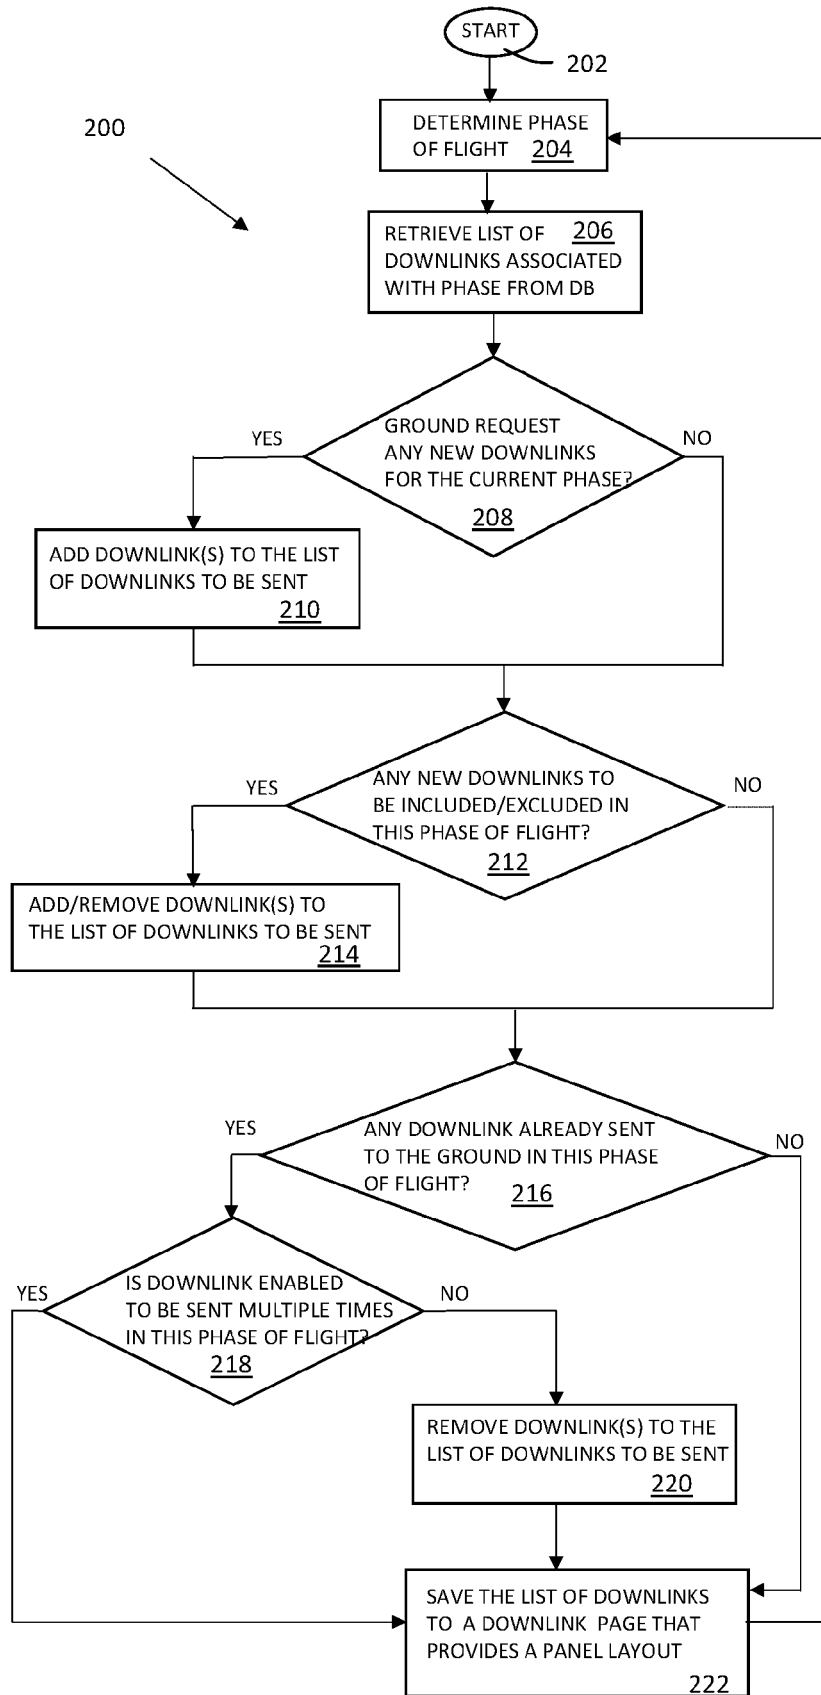 START
202
200
DETERMINE PHASE
OF FLIGHT 204
RETRIEVE LIST OF 206
DOWNLINKS ASSOCIATED
WITH PHASE FROM DB
YES
GROUND REQUEST
ANY NEW DOWNLINKS
FOR THE CURRENT PHASE?
208
NO
ADD DOWNLINK(S) TO THE LIST
OF DOWNLINKS TO BE SENT
210
YES
ANY NEW DOWNLINKS TO
BE INCLUDED/EXCLUDED IN
THIS PHASE OF FLIGHT?
212
NO
ADD/REMOVE DOWNLINK(S) TO
THE LIST OF DOWNLINKS TO BE SENT
214
YES
ANY DOWNLINK ALREADY SENT
TO THE GROUND IN THIS PHASE
OF FLIGHT?
216
NO
YES
IS DOWNLINK ENABLED
TO BE SENT MULTIPLE TIMES
IN THIS PHASE OF FLIGHT?
218
NO
REMOVE DOWNLINK(S) TO THE
LIST OF DOWNLINKS TO BE SENT
220
SAVE THE LIST OF DOWNLINKS
TO A DOWNLINK PAGE THAT
PROVIDES A PANEL LAYOUT
222